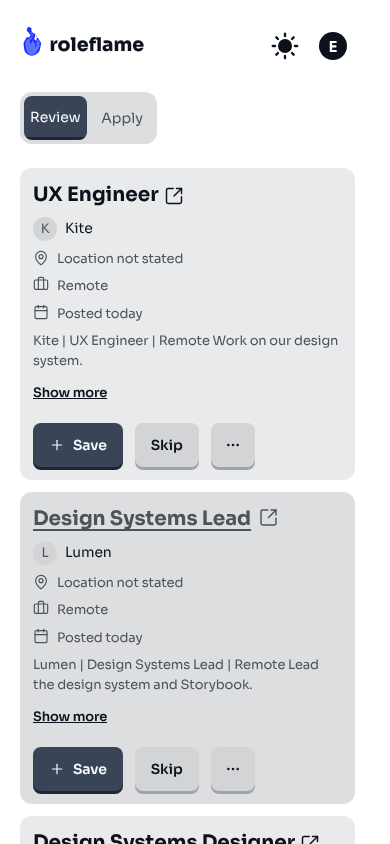 roleflame
E
Review
Apply
UX Engineer
K
Kite
Location not stated
Remote
Posted today
Kite | UX Engineer | Remote Work on our design
system.
Show more
+ Save
Skip
...
Design Systems Lead
L
Lumen
Location not stated
Remote
Posted today
Lumen | Design Systems Lead | Remote Lead
the design system and Storybook.
Show more
+ Save
Skip
...
Design Systems Designer